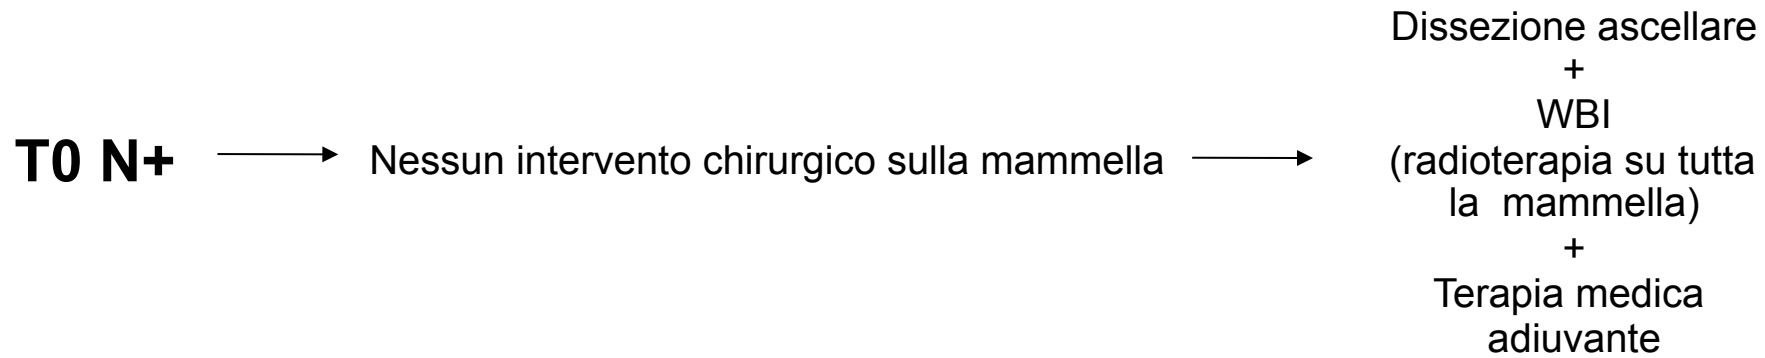 T0 N+
Nessun intervento chirurgico sulla mammella
Dissezione ascellare
+
WBI
(radioterapia su tutta
la mammella)
+
Terapia medica
adiuvante